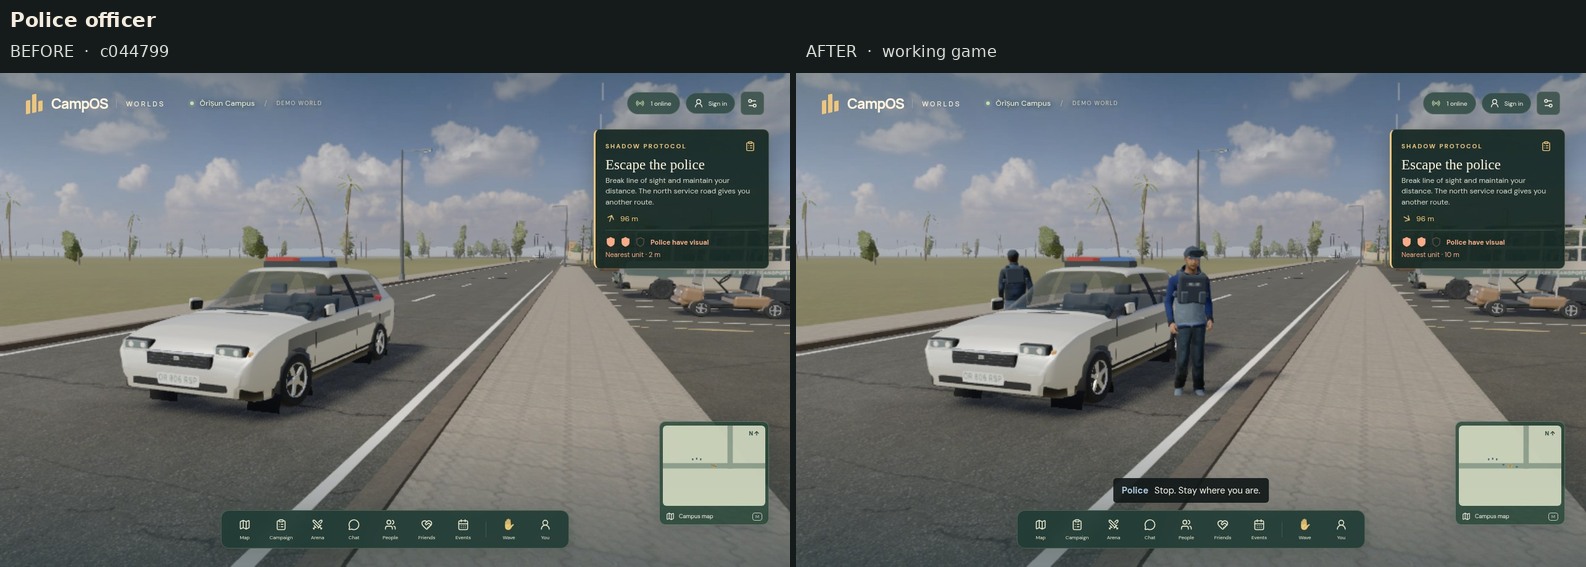 Police officer
BEFORE · c044799
AFTER · working game
CampOS WORLDS Òrìṣun Campus / DEMO WORLD
1 online
Sign in
SHADOW PROTOCOL
Escape the police
Break line of sight and maintain your
distance. The north service road gives you
another route.
96 m
Police have visual
Nearest unit · 2 m
N
Campus map
M
Map
Campaign
Arena
Chat
People
Friends
Events
Wave
You
CampOS WORLDS Òrìṣun Campus / DEMO WORLD
1 online
Sign in
SHADOW PROTOCOL
Escape the police
Break line of sight and maintain your
distance. The north service road gives you
another route.
96 m
Police have visual
Nearest unit · 10 m
N
Police Stop. Stay where you are.
Campus map
M
Map
Campaign
Arena
Chat
People
Friends
Events
Wave
You